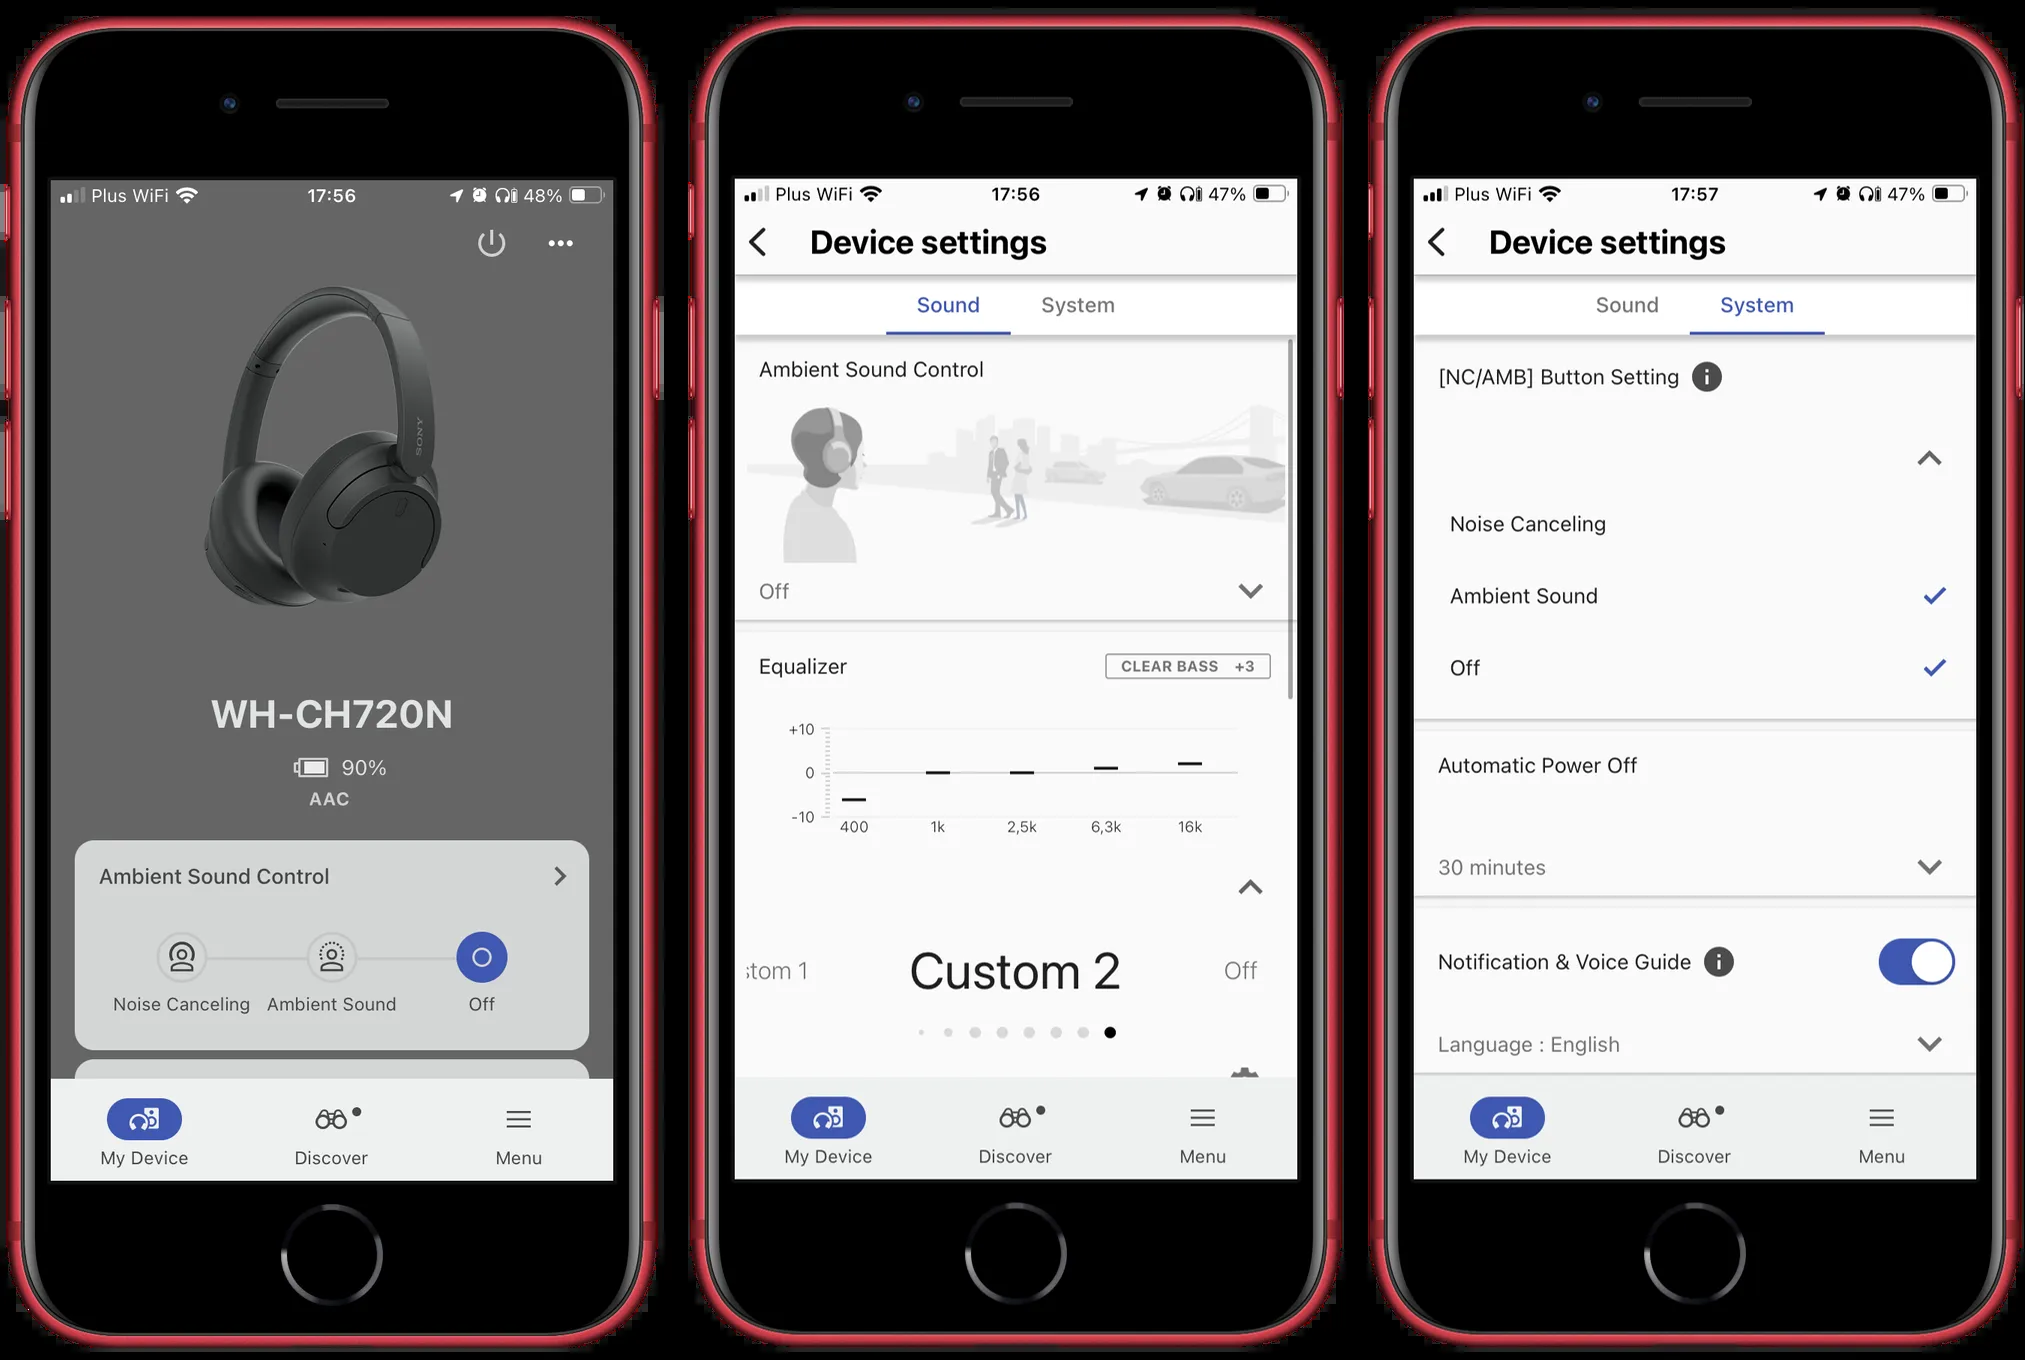 Plus WiFi 17:56 48%
SONY
WH-CH720N
90%
AAC
Ambient Sound Control
Noise Canceling Ambient Sound Off
My Device Discover Menu
Plus WiFi 17:56 47%
Device settings
Sound System
Ambient Sound Control
Off
Equalizer CLEAR BASS +3
+10
0
-10
400 1k 2,5k 6,3k 16k
stom 1 Custom 2 Off
My Device Discover Menu
Plus WiFi 17:57 47%
Device settings
Sound System
[NC/AMB] Button Setting
Noise Canceling
Ambient Sound
Off
Automatic Power Off
30 minutes
Notification & Voice Guide
Language : English
My Device Discover Menu